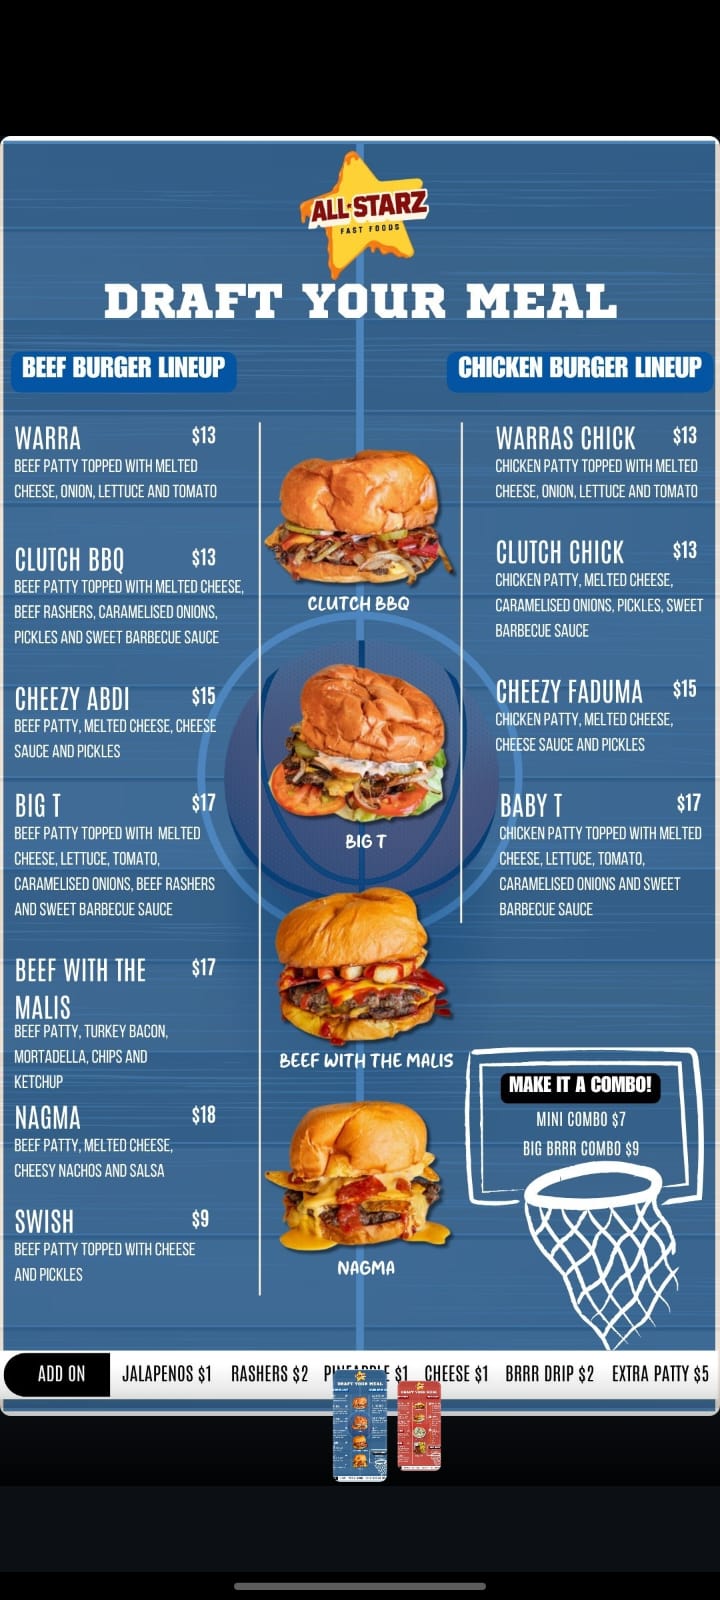 ALL-STARZ
FAST FOODS
DRAFT YOUR MEAL
BEEF BURGER LINEUP
WARRA $13
BEEF PATTY TOPPED WITH MELTED
CHEESE, ONION, LETTUCE AND TOMATO
CLUTCH BBQ $13
BEEF PATTY TOPPED WITH MELTED CHEESE,
BEEF RASHERS, CARAMELISED ONIONS,
PICKLES AND SWEET BARBECUE SAUCE
CHEEZY ABDI $15
BEEF PATTY, MELTED CHEESE, CHEESE
SAUCE AND PICKLES
BIG T $17
BEEF PATTY TOPPED WITH MELTED
CHEESE, LETTUCE, TOMATO,
CARAMELISED ONIONS, BEEF RASHERS
AND SWEET BARBECUE SAUCE
BEEF WITH THE $17
MALIS
BEEF PATTY, TURKEY BACON,
MORTADELLA, CHIPS AND
KETCHUP
NAGMA $18
BEEF PATTY, MELTED CHEESE,
CHEESY NACHOS AND SALSA
SWISH $9
BEEF PATTY TOPPED WITH CHEESE
AND PICKLES
CLUTCH BBQ
BIG T
BEEF WITH THE MALIS
NAGMA
CHICKEN BURGER LINEUP
WARRAS CHICK $13
CHICKEN PATTY TOPPED WITH MELTED
CHEESE, ONION, LETTUCE AND TOMATO
CLUTCH CHICK $13
CHICKEN PATTY, MELTED CHEESE,
CARAMELISED ONIONS, PICKLES, SWEET
BARBECUE SAUCE
CHEEZY FADUMA $15
CHICKEN PATTY, MELTED CHEESE,
CHEESE SAUCE AND PICKLES
BABY T $17
CHICKEN PATTY TOPPED WITH MELTED
CHEESE, LETTUCE, TOMATO,
CARAMELISED ONIONS AND SWEET
BARBECUE SAUCE
MAKE IT A COMBO!
MINI COMBO $7
BIG BRRR COMBO $9
ADD ON JALAPENOS $1 RASHERS $2 PINEAPPLE $1 CHEESE $1 BRRR DRIP $2 EXTRA PATTY $5
DRAFT YOUR MEAL
DRAFT YOUR MEAL